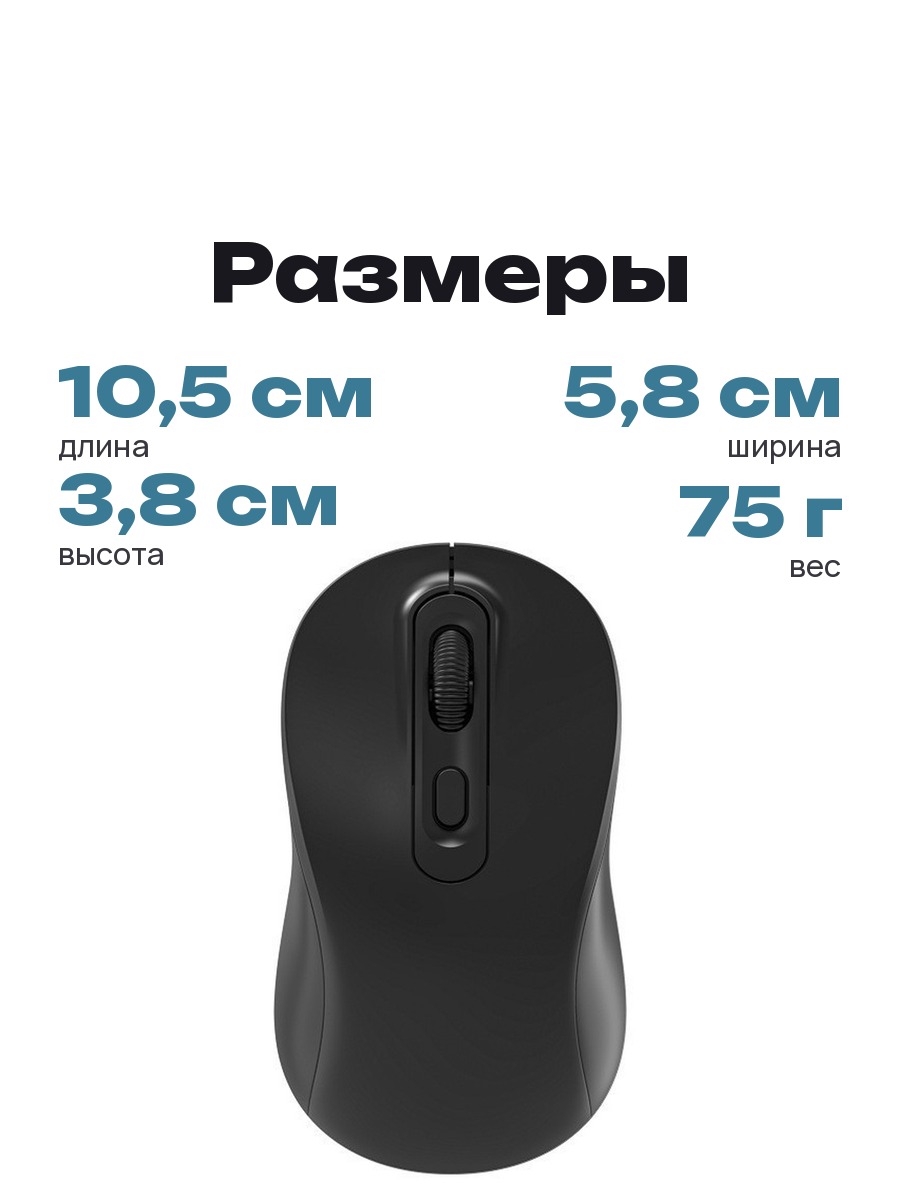 Размеры
10,5 см
длина
5,8 см
ширина
3,8 см
высота
75 г
вес